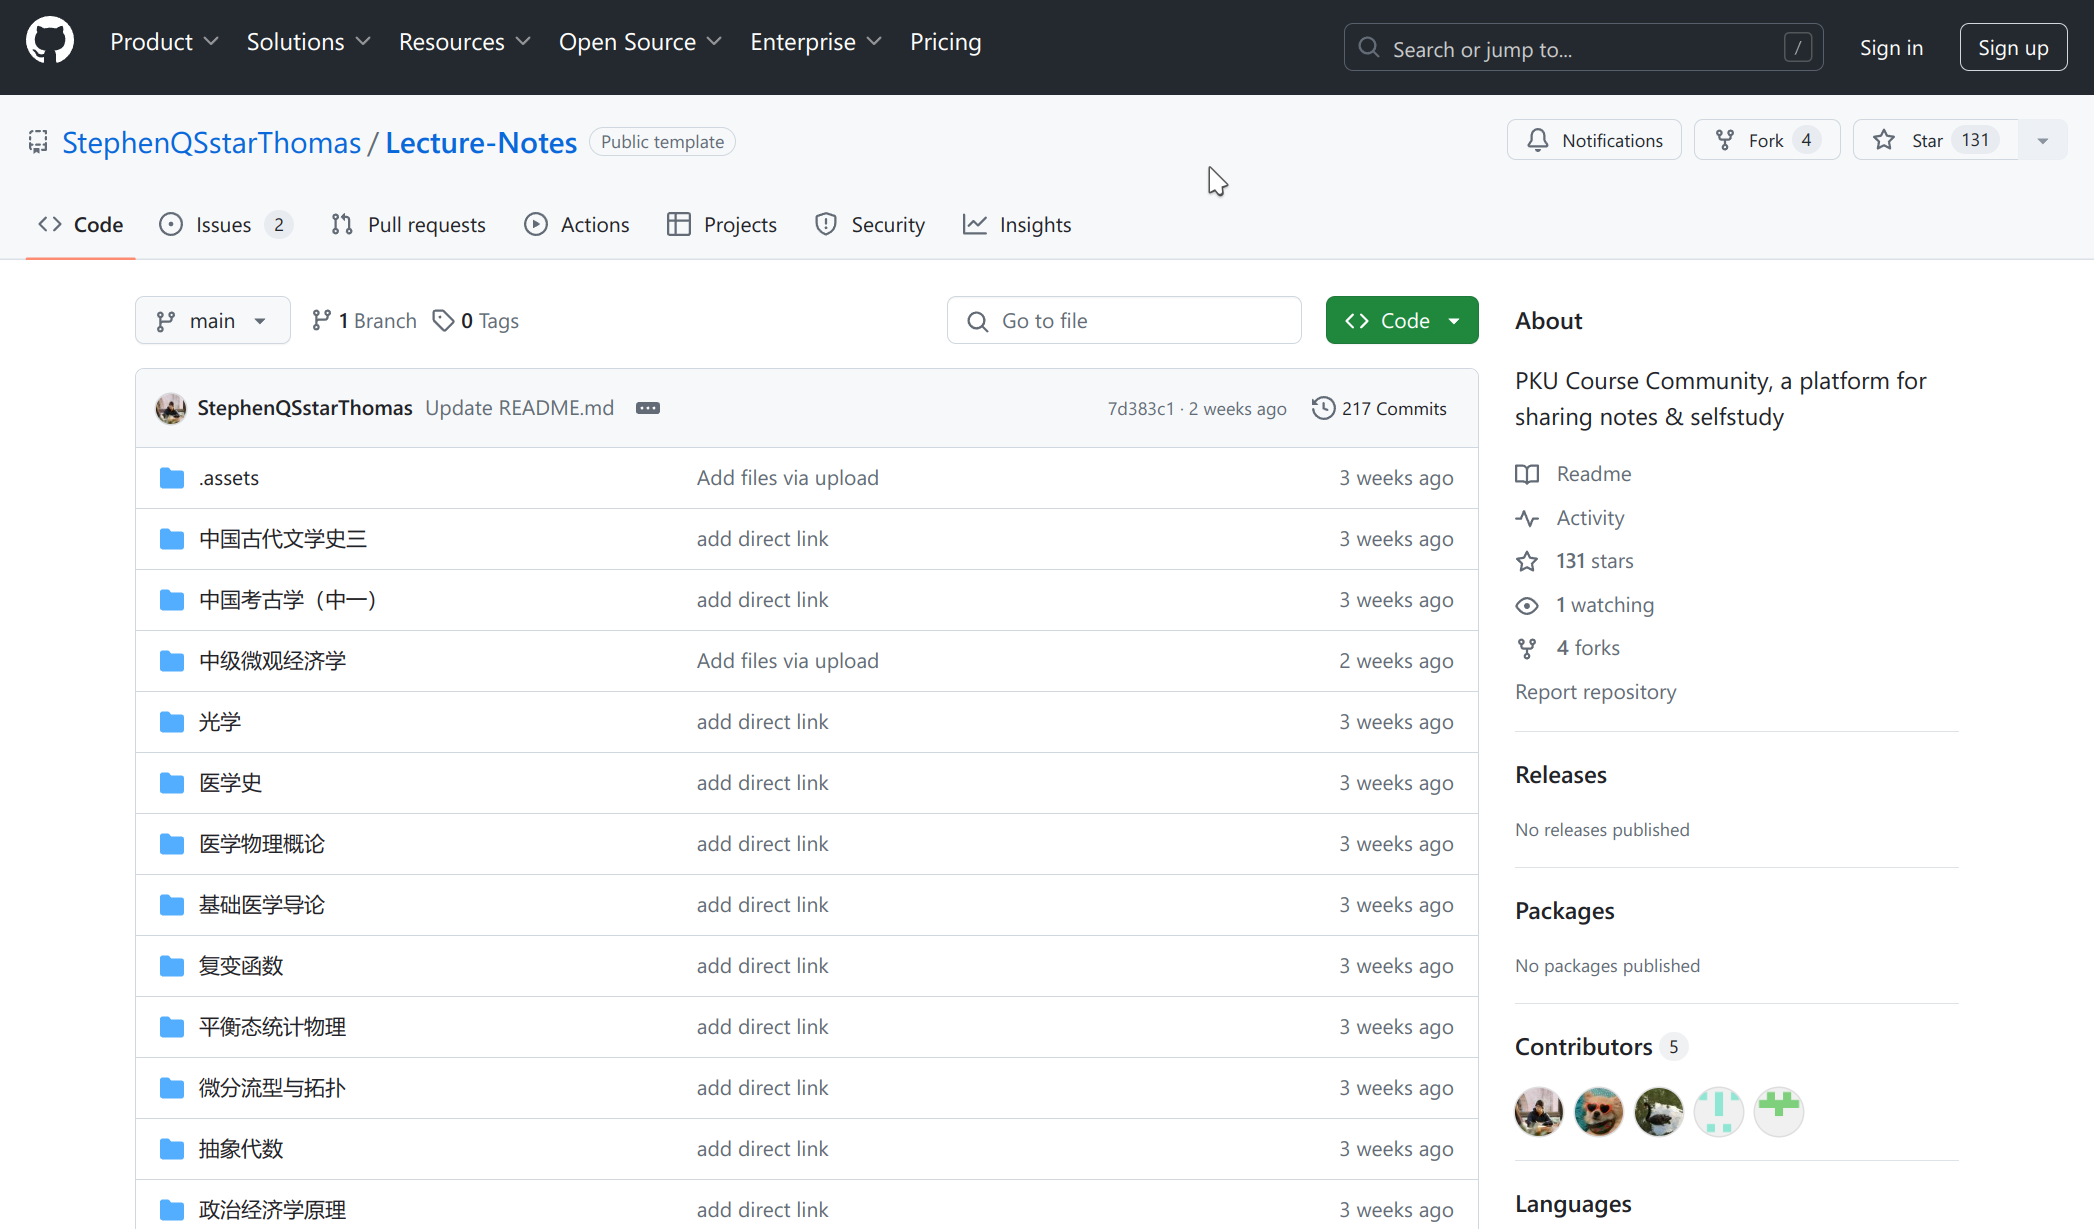 Product Solutions Resources Open Source Enterprise Pricing Search or jump to... / Sign in Sign up
StephenQSstarThomas / Lecture-Notes Public template Notifications Fork 4 Star 131
Code Issues 2 Pull requests Actions Projects Security Insights
main 1 Branch 0 Tags Go to file Code
StephenQSstarThomas Update README.md 7d383c1 · 2 weeks ago 217 Commits
.assets Add files via upload 3 weeks ago
中国古代文学史三 add direct link 3 weeks ago
中国考古学（中一） add direct link 3 weeks ago
中级微观经济学 Add files via upload 2 weeks ago
光学 add direct link 3 weeks ago
医学史 add direct link 3 weeks ago
医学物理概论 add direct link 3 weeks ago
基础医学导论 add direct link 3 weeks ago
复变函数 add direct link 3 weeks ago
平衡态统计物理 add direct link 3 weeks ago
微分流型与拓扑 add direct link 3 weeks ago
抽象代数 add direct link 3 weeks ago
政治经济学原理 add direct link 3 weeks ago
About
PKU Course Community, a platform for
sharing notes & selfstudy
Readme
Activity
131 stars
1 watching
4 forks
Report repository
Releases
No releases published
Packages
No packages published
Contributors 5
Languages